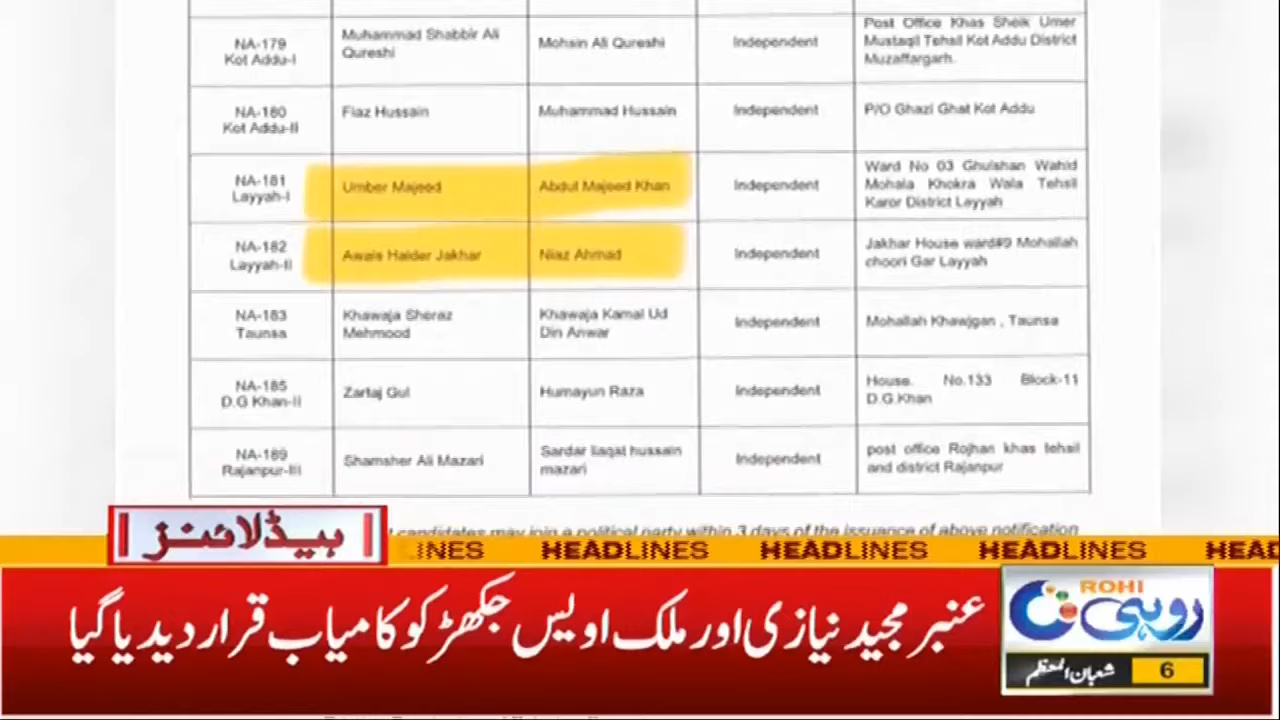 NA-179
Kot Addu-I
Muhammad Shabbir Ali
Qureshi
Mohsin Ali Qureshi
Independent
Post Office Khas Sheik Umer
Mustaqil Tehsil Kot Addu District
Muzaffargarh.
NA-180
Kot Addu-II
Fiaz Hussain
Muhammad Hussain
Independent
P/O Ghazi Ghat Kot Addu
NA-181
Layyah-I
Umber Majeed
Abdul Majeed Khan
Independent
Ward No 03 Ghulshan Wahid
Mohala Khokra Wala Tehsil
Karor District Layyah
NA-182
Layyah-II
Awais Haider Jakhar
Niaz Ahmad
Independent
Jakhar House ward#9 Mohallah
choori Gar Layyah
NA-183
Taunsa
Khawaja Sheraz
Mehmood
Khawaja Kamal Ud
Din Anwar
Independent
Mohallah Khawjgan , Taunsa
NA-185
D.G Khan-II
Zartaj Gul
Humayun Raza
Independent
House. No.133 Block-11
D.G.Khan
NA-189
Rajanpur-III
Shamsher Ali Mazari
Sardar liaqat hussain
mazari
Independent
post office Rojhan khas tehsil
and district Rajanpur
candidates may join a political party within 3 days of the issuance of above notification
ہیڈلائنز
LINES HEADLINES HEADLINES HEADLINES HEAD
عنبر مجید نیازی اور ملک اویس جکھڑ کو کامیاب قرار دیدیا گیا
ROHI
روہی
6 شعبان المعظم